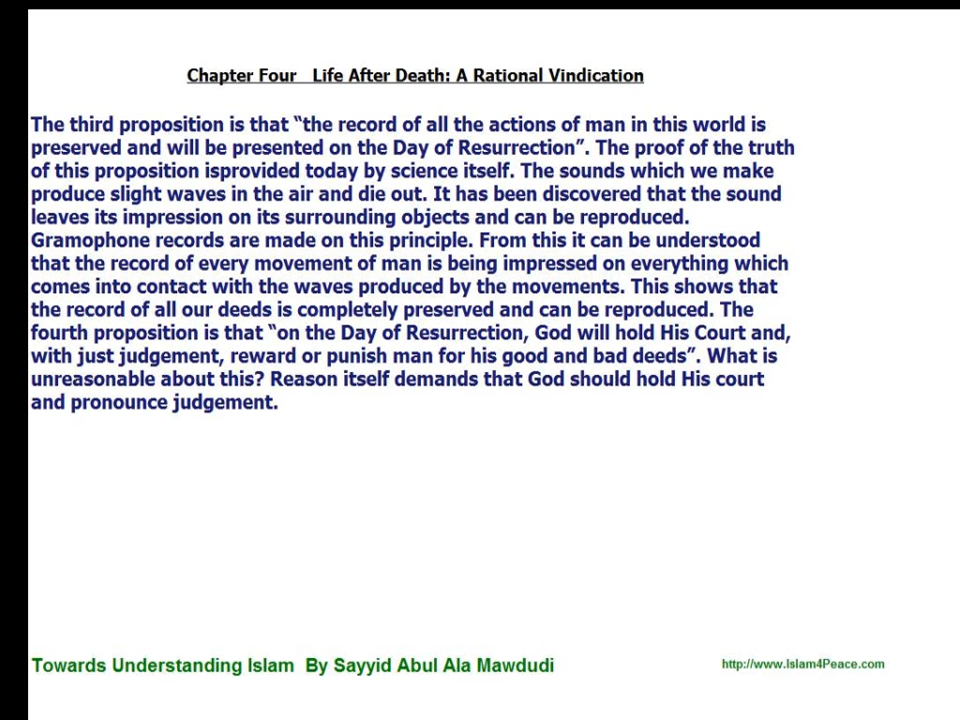 Chapter Four   Life After Death: A Rational Vindication
The third proposition is that “the record of all the actions of man in this world is
preserved and will be presented on the Day of Resurrection”. The proof of the truth
of this proposition isprovided today by science itself. The sounds which we make
produce slight waves in the air and die out. It has been discovered that the sound
leaves its impression on its surrounding objects and can be reproduced.
Gramophone records are made on this principle. From this it can be understood
that the record of every movement of man is being impressed on everything which
comes into contact with the waves produced by the movements. This shows that
the record of all our deeds is completely preserved and can be reproduced. The
fourth proposition is that “on the Day of Resurrection, God will hold His Court and,
with just judgement, reward or punish man for his good and bad deeds”. What is
unreasonable about this? Reason itself demands that God should hold His court
and pronounce judgement.
Towards Understanding Islam  By Sayyid Abul Ala Mawdudi
http://www.Islam4Peace.com